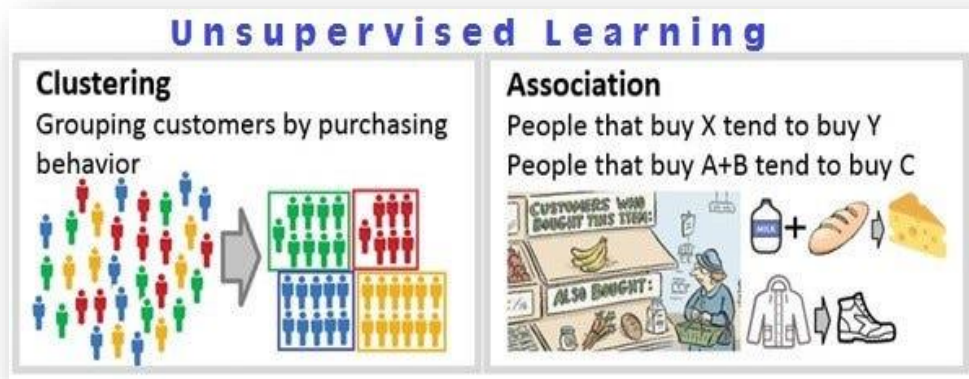 Unsupervised Learning
Clustering
Grouping customers by purchasing
behavior
Association
People that buy X tend to buy Y
People that buy A+B tend to buy C
CUSTOMERS WHO
BOUGHT THIS ITEM:
ALSO BOUGHT:
MILK
+